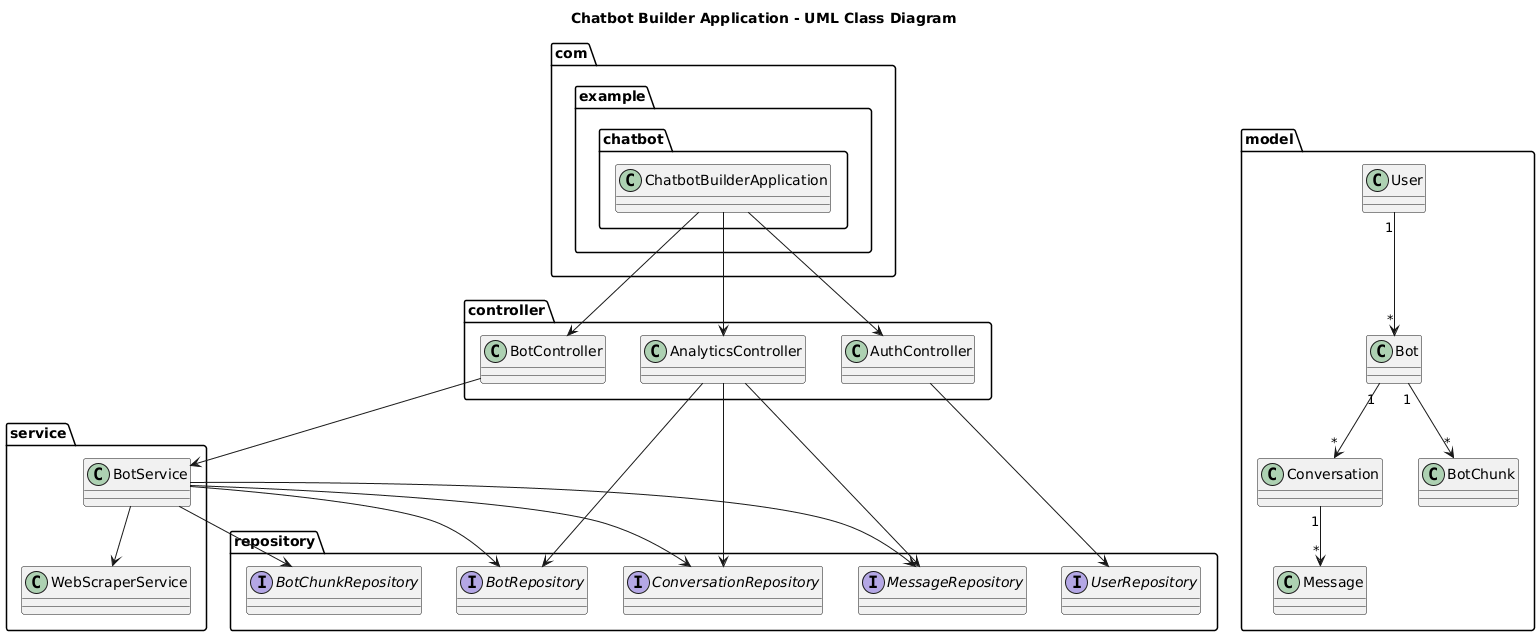 Chatbot Builder Application - UML Class Diagram
com
example
chatbot
C ChatbotBuilderApplication
model
C User
1
*
controller
C BotController
C AnalyticsController
C AuthController
C Bot
1
1
*
*
service
C BotService
C Conversation
C BotChunk
1
*
repository
C WebScraperService
I BotChunkRepository
I BotRepository
I ConversationRepository
I MessageRepository
I UserRepository
C Message